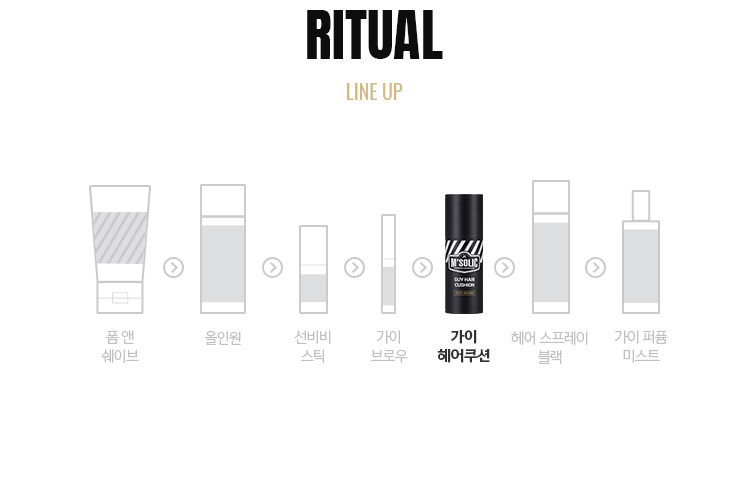 RITUAL
LINE UP
M'SOLIC
GUY HAIR
CUSHION
폼 앤
쉐이브
올인원
선비비
스틱
가이
브로우
가이
헤어쿠션
헤어 스프레이
블랙
가이 퍼퓸
미스트